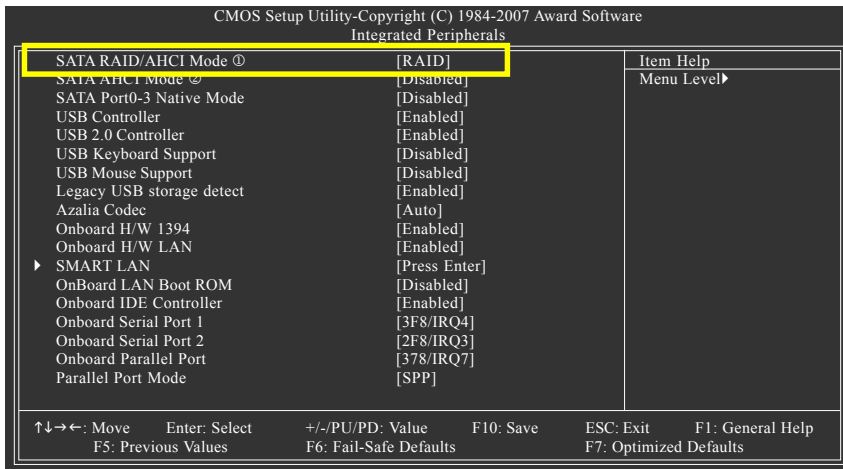 CMOS Setup Utility-Copyright (C) 1984-2007 Award Software
Integrated Peripherals
SATA RAID/AHCI Mode ① [RAID] Item Help
SATA AHCI Mode ② [Disabled] Menu Level▶
SATA Port0-3 Native Mode [Disabled]
USB Controller [Enabled]
USB 2.0 Controller [Enabled]
USB Keyboard Support [Disabled]
USB Mouse Support [Disabled]
Legacy USB storage detect [Enabled]
Azalia Codec [Auto]
Onboard H/W 1394 [Enabled]
Onboard H/W LAN [Enabled]
▶ SMART LAN [Press Enter]
OnBoard LAN Boot ROM [Disabled]
Onboard IDE Controller [Enabled]
Onboard Serial Port 1 [3F8/IRQ4]
Onboard Serial Port 2 [2F8/IRQ3]
Onboard Parallel Port [378/IRQ7]
Parallel Port Mode [SPP]
↑↓→←: Move Enter: Select +/-/PU/PD: Value F10: Save ESC: Exit F1: General Help
F5: Previous Values F6: Fail-Safe Defaults F7: Optimized Defaults